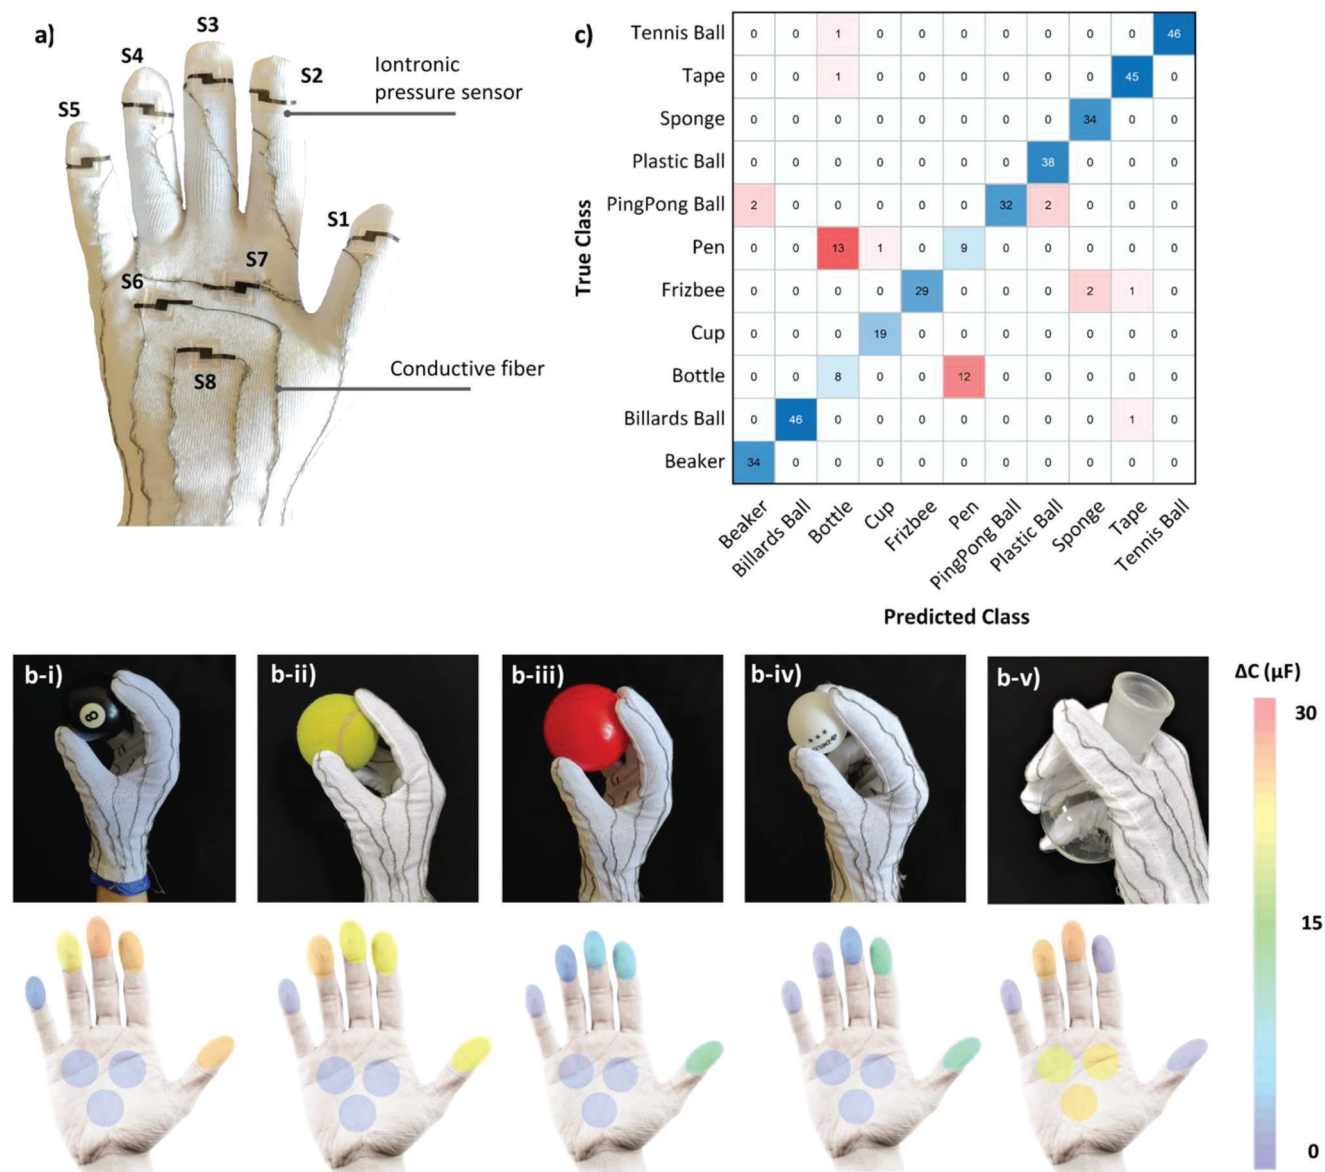 a)
S3
S4
S2
S5
S1
S7
S6
S8
Iontronic
pressure sensor
Conductive fiber
c)
True Class
Tennis Ball 0 0 1 0 0 0 0 0 0 0 46
Tape 0 0 1 0 0 0 0 0 0 45 0
Sponge 0 0 0 0 0 0 0 0 34 0 0
Plastic Ball 0 0 0 0 0 0 0 38 0 0 0
PingPong Ball 2 0 0 0 0 0 32 2 0 0 0
Pen 0 0 13 1 0 9 0 0 0 0 0
Frizbee 0 0 0 0 29 0 0 0 2 1 0
Cup 0 0 0 19 0 0 0 0 0 0 0
Bottle 0 0 8 0 0 12 0 0 0 0 0
Billards Ball 0 46 0 0 0 0 0 0 0 1 0
Beaker 34 0 0 0 0 0 0 0 0 0 0
Beaker
Billards Ball
Bottle
Cup
Frizbee
Pen
PingPong Ball
Plastic Ball
Sponge
Tape
Tennis Ball
Predicted Class
b-i)
8
b-ii)
b-iii)
b-iv)
b-v)
ΔC (μF)
30
15
0